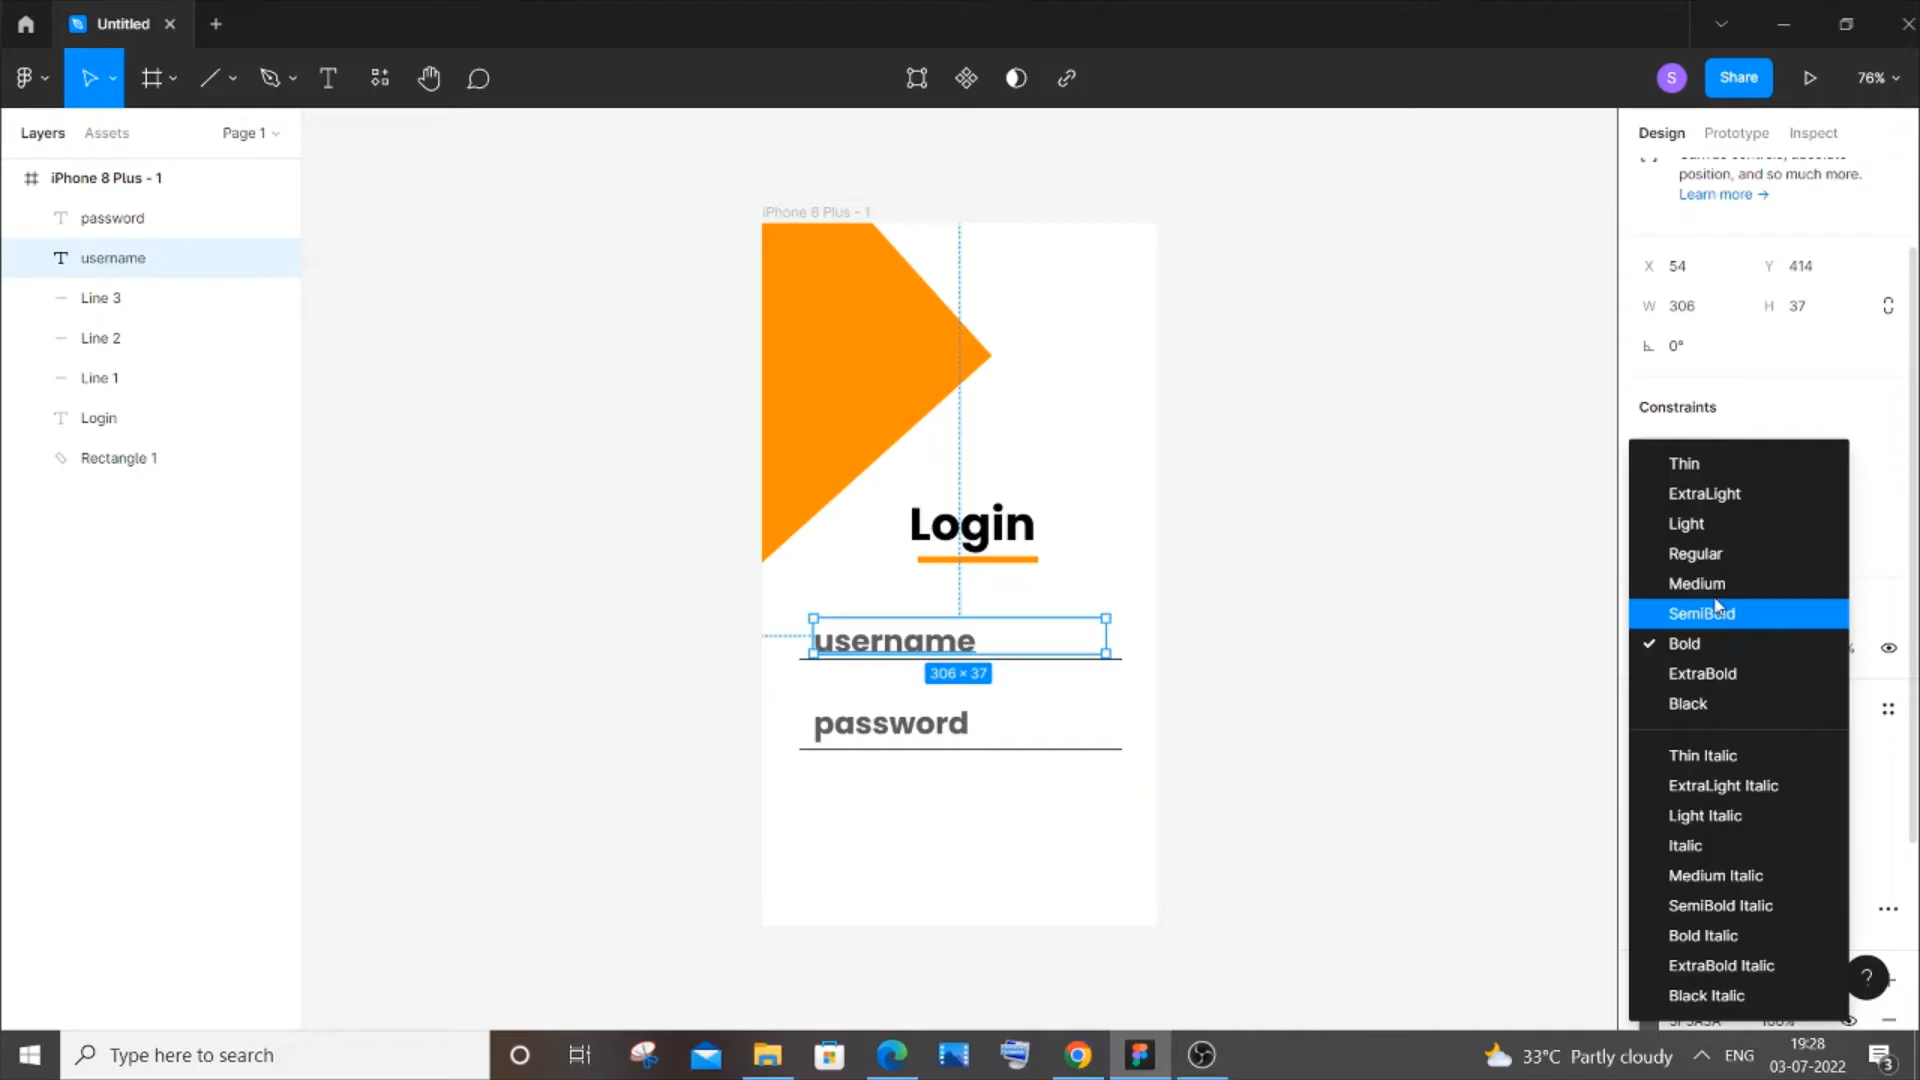 Untitled
S
Share
76%
Layers
Assets
Page 1
Design
Prototype
Inspect
iPhone 8 Plus - 1
position, and so much more.
Learn more →
password
username
Line 3
Line 2
Line 1
Login
Rectangle 1
iPhone 8 Plus - 1
X 54
Y 414
W 306
H 37
0°
Constraints
Login
username
306 × 37
password
Thin
ExtraLight
Light
Regular
Medium
SemiBold
Bold
ExtraBold
Black
Thin Italic
ExtraLight Italic
Light Italic
Italic
Medium Italic
SemiBold Italic
Bold Italic
ExtraBold Italic
Black Italic
?
Type here to search
33°C Partly cloudy
ENG
19:28
03-07-2022
3